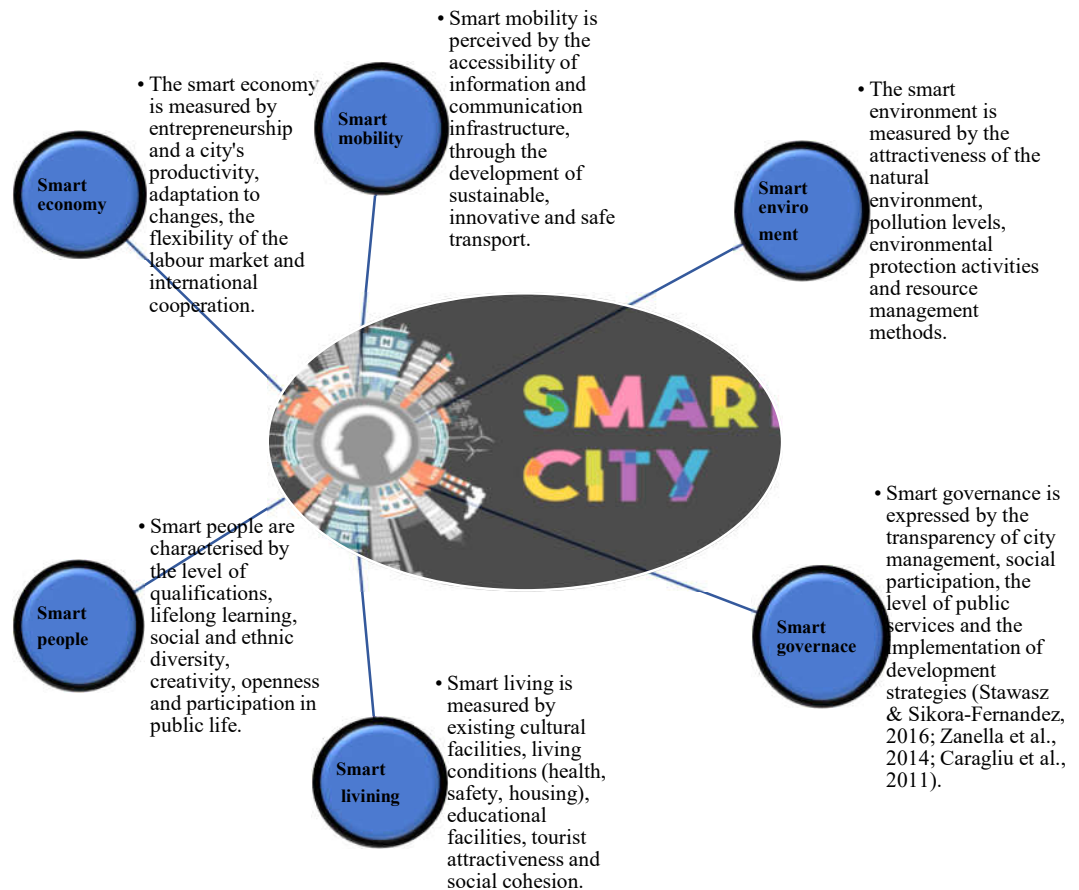 Smart
economy
• The smart economy
is measured by
entrepreneurship
and a city's
productivity,
adaptation to
changes, the
flexibility of the
labour market and
international
cooperation.
Smart
mobility
• Smart mobility is
perceived by the
accessibility of
information and
communication
infrastructure,
through the
development of
sustainable,
innovative and safe
transport.
Smart
enviro
ment
• The smart
environment is
measured by the
attractiveness of the
natural
environment,
pollution levels,
environmental
protection activities
and resource
management
methods.
SMART
CITY
Smart
people
• Smart people are
characterised by
the level of
qualifications,
lifelong learning,
social and ethnic
diversity,
creativity, openness
and participation in
public life.
Smart
livining
• Smart living is
measured by
existing cultural
facilities, living
conditions (health,
safety, housing),
educational
facilities, tourist
attractiveness and
social cohesion.
Smart
governace
• Smart governance is
expressed by the
transparency of city
management, social
participation, the
level of public
services and the
implementation of
development
strategies (Stawasz
& Sikora-Fernandez,
2016; Zanella et al.,
2014; Caragliu et al.,
2011).